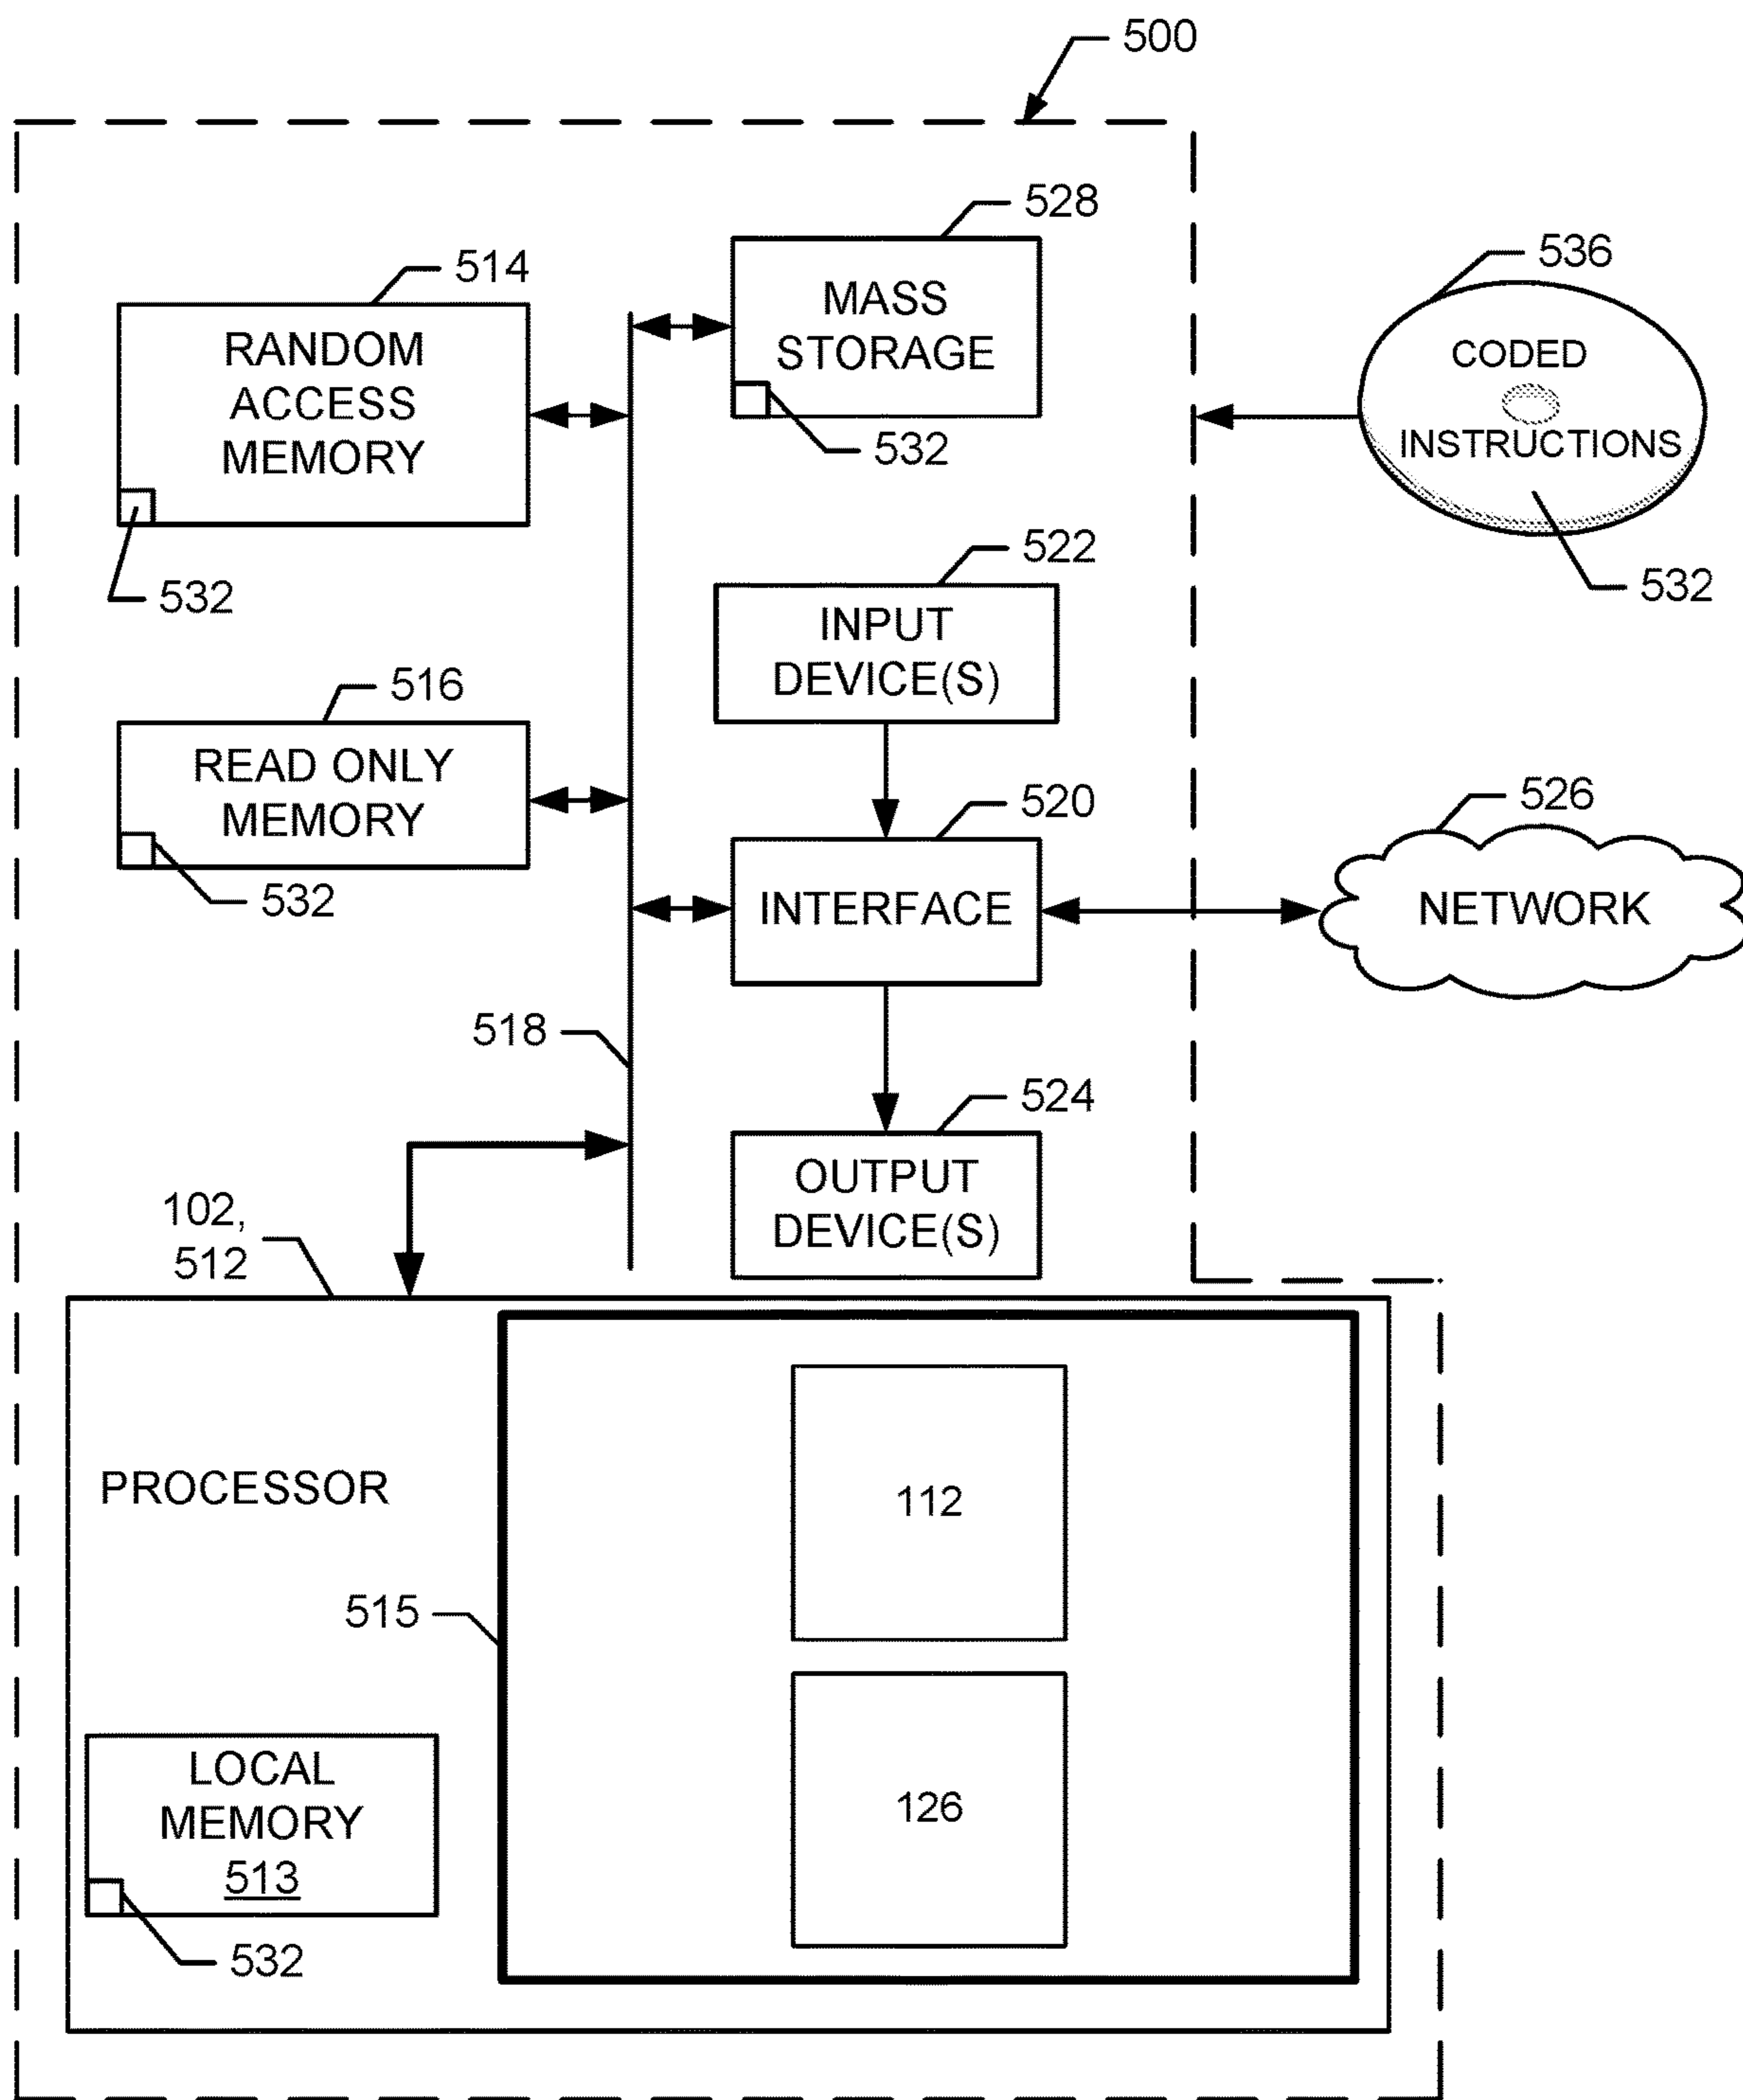 500
528
MASS
STORAGE
532
514
RANDOM
ACCESS
MEMORY
532
536
CODED
INSTRUCTIONS
532
522
INPUT
DEVICE(S)
516
READ ONLY
MEMORY
532
520
INTERFACE
526
NETWORK
518
524
OUTPUT
DEVICE(S)
102,
512
PROCESSOR
112
515
126
LOCAL
MEMORY
513
532